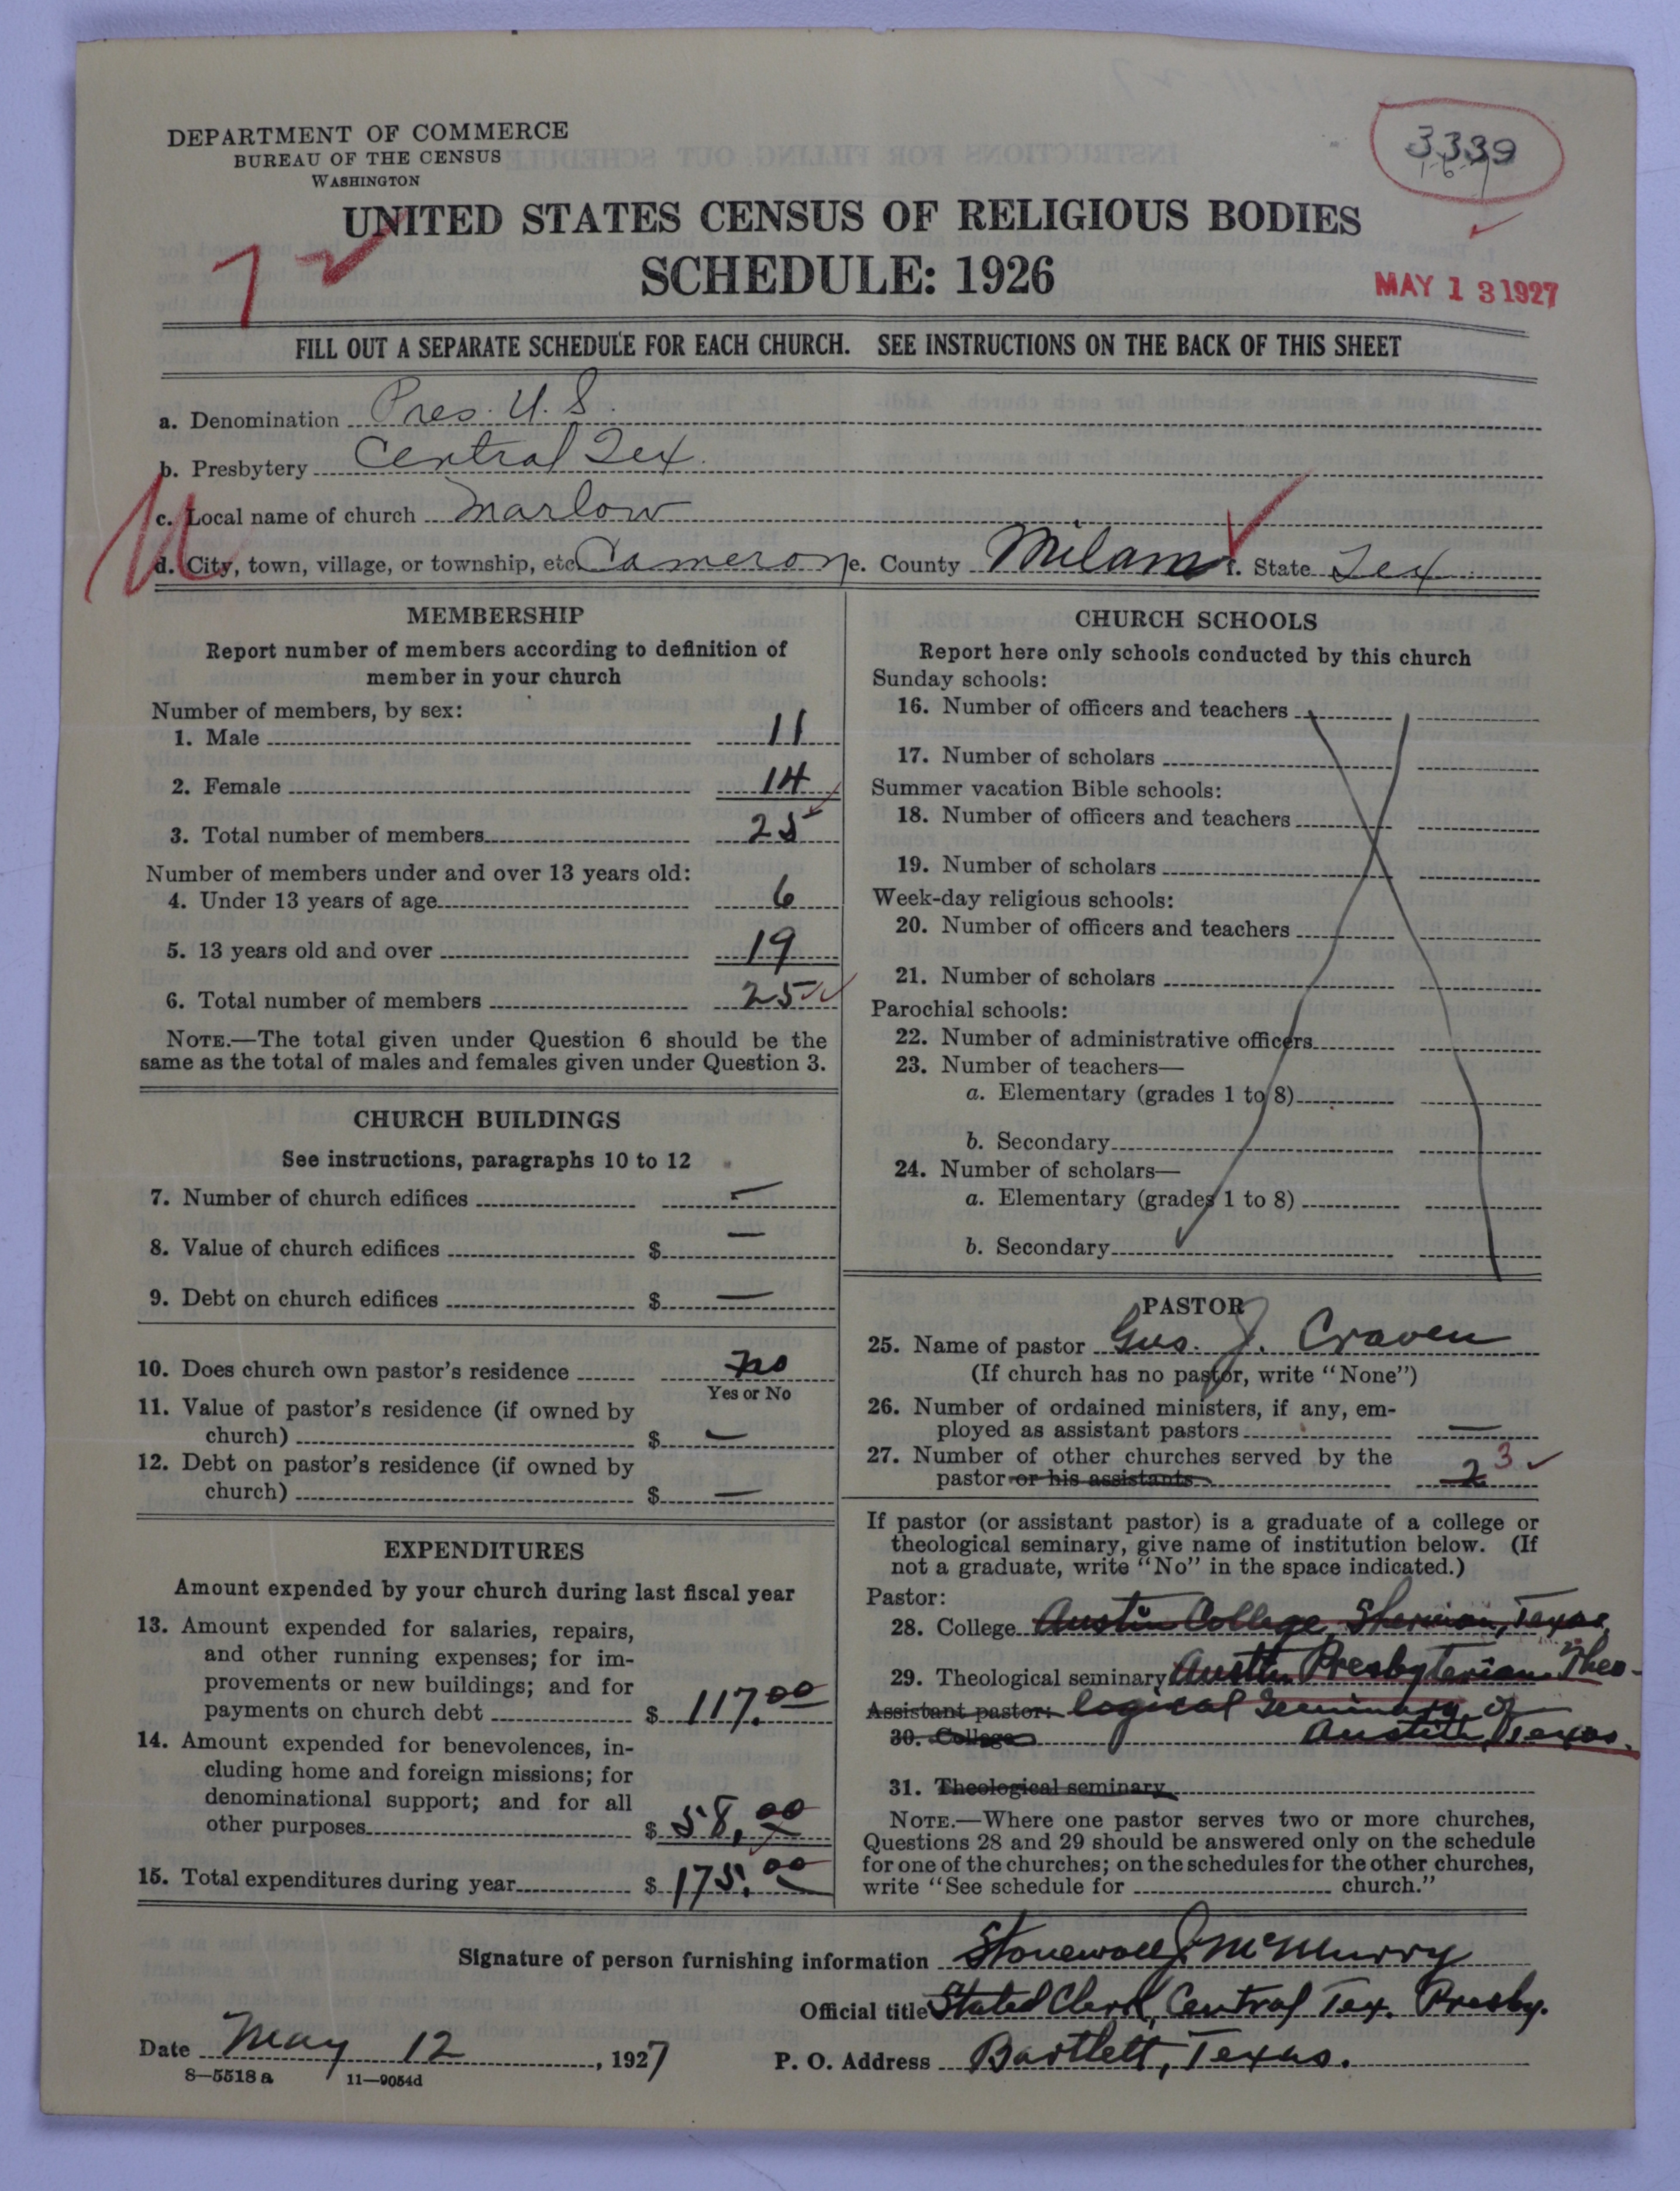 DEPARTMENT OF COMMERCE
BUREAU OF THE CENSUS
WASHINGTON
3339
UNITED STATES CENSUS OF RELIGIOUS BODIES
SCHEDULE: 1926
MAY 13 1927
FILL OUT A SEPARATE SCHEDULE FOR EACH CHURCH. SEE INSTRUCTIONS ON THE BACK OF THIS SHEET
a. Denomination Pres. U. S.
b. Presbytery Central Tex.
c. Local name of church Marlow
d. City, town, village, or township, etc. Cameron e. County Milam f. State Tex.
MEMBERSHIP
Report number of members according to definition of
member in your church
Number of members, by sex:
1. Male 11
2. Female 14
3. Total number of members 25
Number of members under and over 13 years old:
4. Under 13 years of age 6
5. 13 years old and over 19
6. Total number of members 25
NOTE.—The total given under Question 6 should be the
same as the total of males and females given under Question 3.
CHURCH BUILDINGS
See instructions, paragraphs 10 to 12
7. Number of church edifices —
8. Value of church edifices $ —
9. Debt on church edifices $ —
10. Does church own pastor's residence no
Yes or No
11. Value of pastor's residence (if owned by
church) $ —
12. Debt on pastor's residence (if owned by
church) $ —
EXPENDITURES
Amount expended by your church during last fiscal year
13. Amount expended for salaries, repairs,
and other running expenses; for im-
provements or new buildings; and for
payments on church debt $ 117.00
14. Amount expended for benevolences, in-
cluding home and foreign missions; for
denominational support; and for all
other purposes $ 58.00
15. Total expenditures during year $ 175.00
CHURCH SCHOOLS
Report here only schools conducted by this church
Sunday schools:
16. Number of officers and teachers
17. Number of scholars
Summer vacation Bible schools:
18. Number of officers and teachers
19. Number of scholars
Week-day religious schools:
20. Number of officers and teachers
21. Number of scholars
Parochial schools:
22. Number of administrative officers
23. Number of teachers—
a. Elementary (grades 1 to 8)
b. Secondary
24. Number of scholars—
a. Elementary (grades 1 to 8)
b. Secondary
PASTOR
25. Name of pastor Gus. J. Craven
(If church has no pastor, write "None")
26. Number of ordained ministers, if any, em-
ployed as assistant pastors —
27. Number of other churches served by the
pastor or his assistants 2 3
If pastor (or assistant pastor) is a graduate of a college or
theological seminary, give name of institution below. (If
not a graduate, write "No" in the space indicated.)
Pastor:
28. College Austin College, Sherman, Texas.
29. Theological seminary Austin Presbyterian Theo-
Assistant pastor: logical Seminary, of
30. College Austin, Texas.
31. Theological seminary
NOTE.—Where one pastor serves two or more churches,
Questions 28 and 29 should be answered only on the schedule
for one of the churches; on the schedules for the other churches,
write "See schedule for church."
Signature of person furnishing information Stonewall J. McMurry
Official title Stated Clerk, Central Tex. Presby.
Date May 12, 1927 P. O. Address Bartlett, Texas.
8—5518a 11—9054d